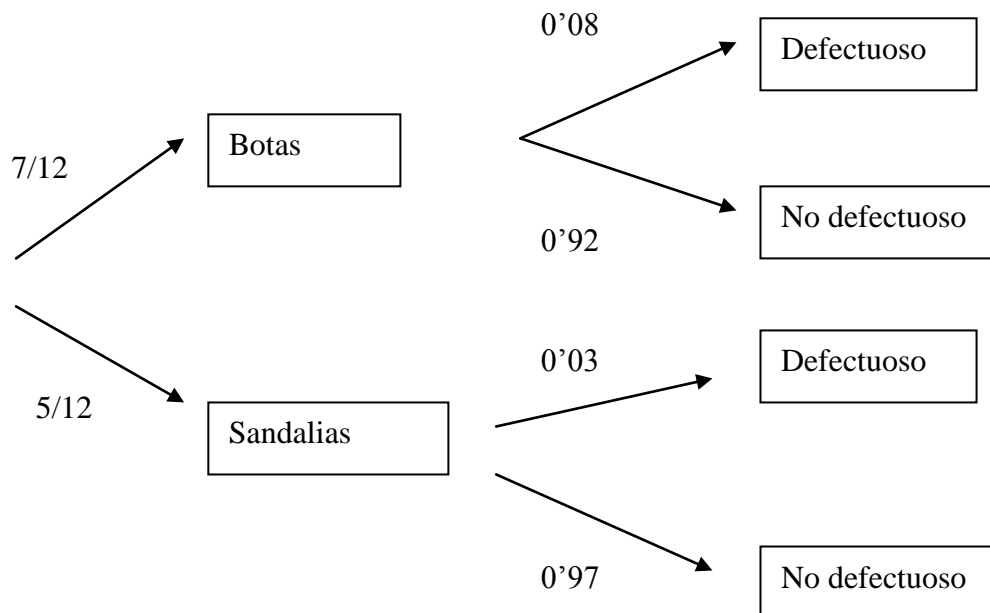 0’08
Defectuoso
Botas
7/12
No defectuoso
0’92
0’03
Defectuoso
5/12
Sandalias
0’97
No defectuoso